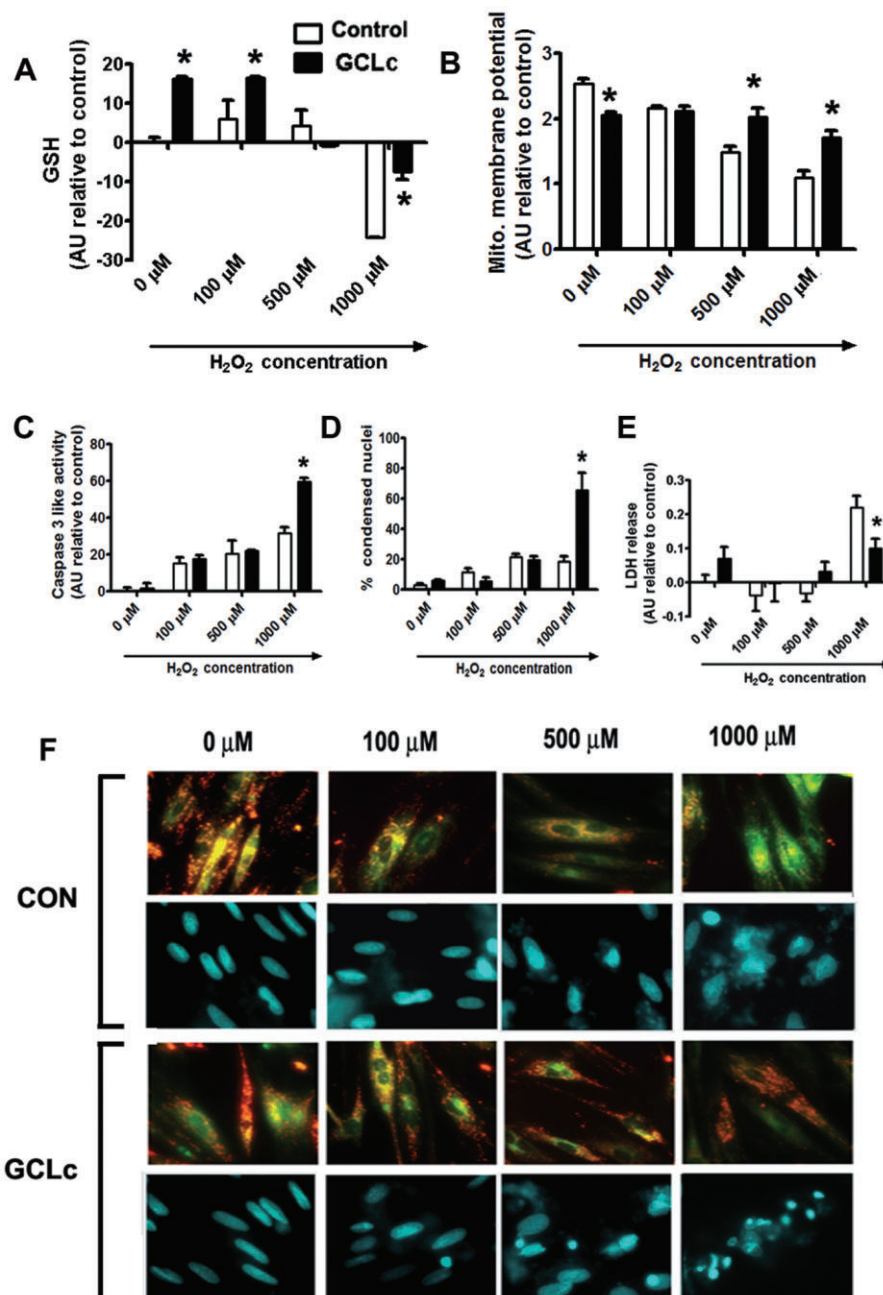 A
Control
GCLc
GSH
(AU relative to control)
20
10
0
-10
-20
-30
*
*
*
0 µM
100 µM
500 µM
1000 µM
H₂O₂ concentration
B
Mito. membrane potential
(AU relative to control)
3
2
1
0
*
*
*
0 µM
100 µM
500 µM
1000 µM
H₂O₂ concentration
C
Caspase 3 like activity
(AU relative to control)
80
60
40
20
0
*
0 µM
100 µM
500 µM
1000 µM
H₂O₂ concentration
D
% condensed nuclei
100
80
60
40
20
0
*
0 µM
100 µM
500 µM
1000 µM
H₂O₂ concentration
E
LDH release
(AU relative to control)
0.3
0.2
0.1
0.0
-0.1
*
0 µM
100 µM
500 µM
1000 µM
H₂O₂ concentration
F
0 µM 100 µM 500 µM 1000 µM
CON
GCLc